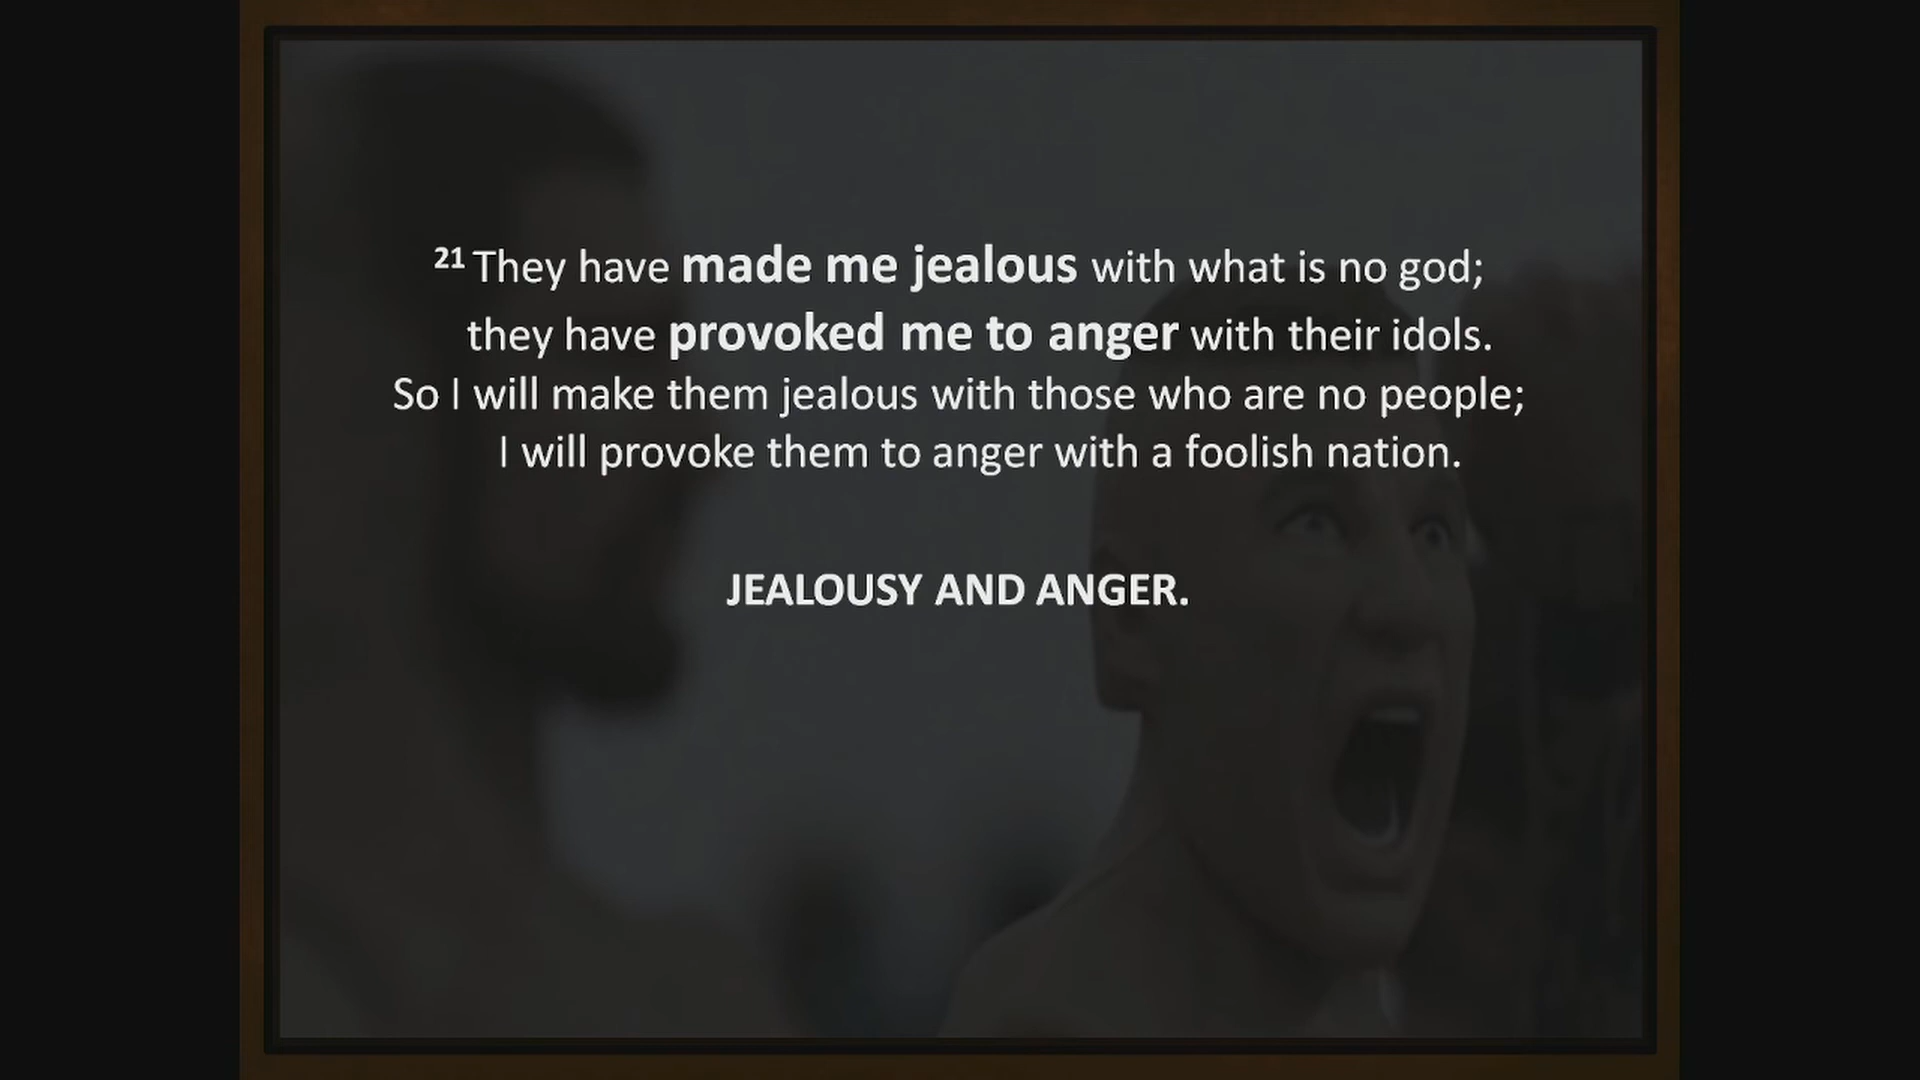 21 They have made me jealous with what is no god;
they have provoked me to anger with their idols.
So I will make them jealous with those who are no people;
I will provoke them to anger with a foolish nation.
JEALOUSY AND ANGER.